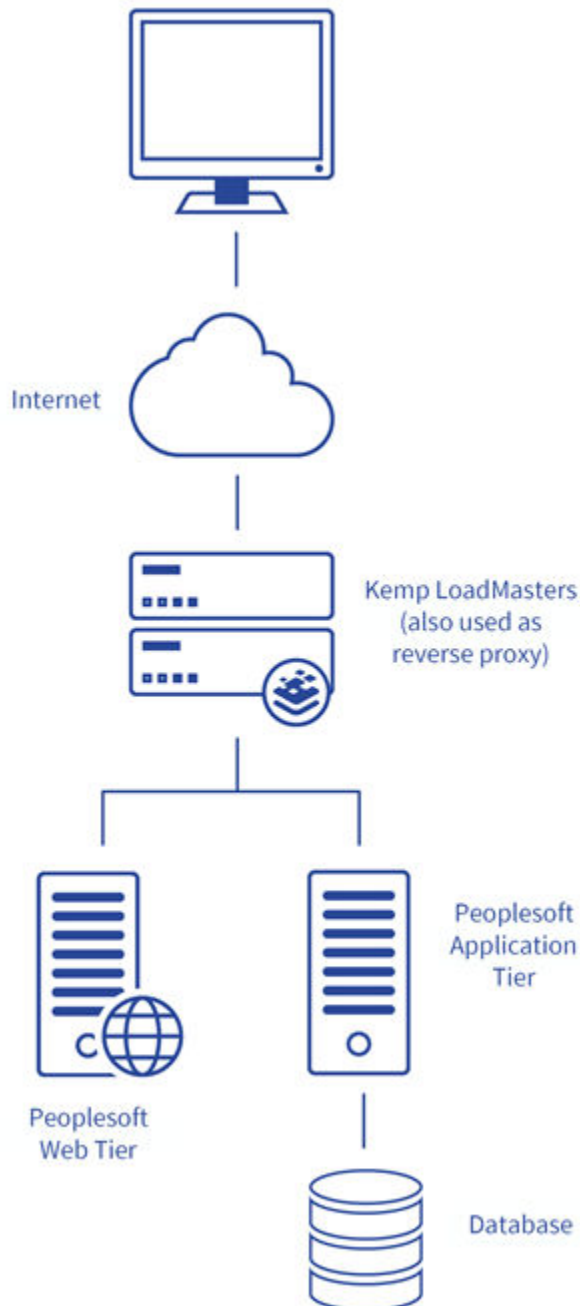 Internet
Kemp LoadMasters
(also used as
reverse proxy)
Peoplesoft
Application
Tier
Peoplesoft
Web Tier
Database